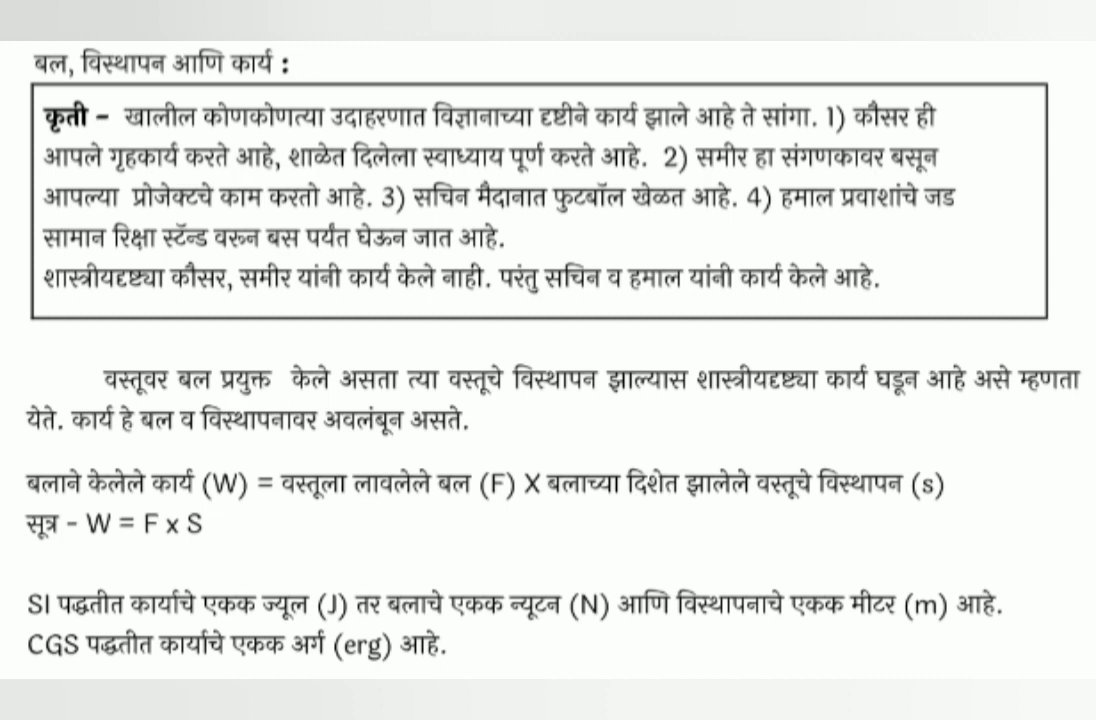 बल, विस्थापन आणि कार्य :
कृती - खालील कोणकोणत्या उदाहरणात विज्ञानाच्या दृष्टीने कार्य झाले आहे ते सांगा. 1) कौसर ही
आपले गृहकार्य करते आहे, शाळेत दिलेला स्वाध्याय पूर्ण करते आहे. 2) समीर हा संगणकावर बसून
आपल्या प्रोजेक्टचे काम करतो आहे. 3) सचिन मैदानात फुटबॉल खेळत आहे. 4) हमाल प्रवाशांचे जड
सामान रिक्षा स्टॅन्ड वरून बस पर्यंत घेऊन जात आहे.
शास्त्रीयदृष्ट्या कौसर, समीर यांनी कार्य केले नाही. परंतु सचिन व हमाल यांनी कार्य केले आहे.
वस्तूवर बल प्रयुक्त केले असता त्या वस्तूचे विस्थापन झाल्यास शास्त्रीयदृष्ट्या कार्य घडून आहे असे म्हणता
येते. कार्य हे बल व विस्थापनावर अवलंबून असते.
बलाने केलेले कार्य (W) = वस्तूला लावलेले बल (F) X बलाच्या दिशेत झालेले वस्तूचे विस्थापन (s)
सूत्र - W = F x S
SI पद्धतीत कार्याचे एकक ज्यूल (J) तर बलाचे एकक न्यूटन (N) आणि विस्थापनाचे एकक मीटर (m) आहे.
CGS पद्धतीत कार्याचे एकक अर्ग (erg) आहे.